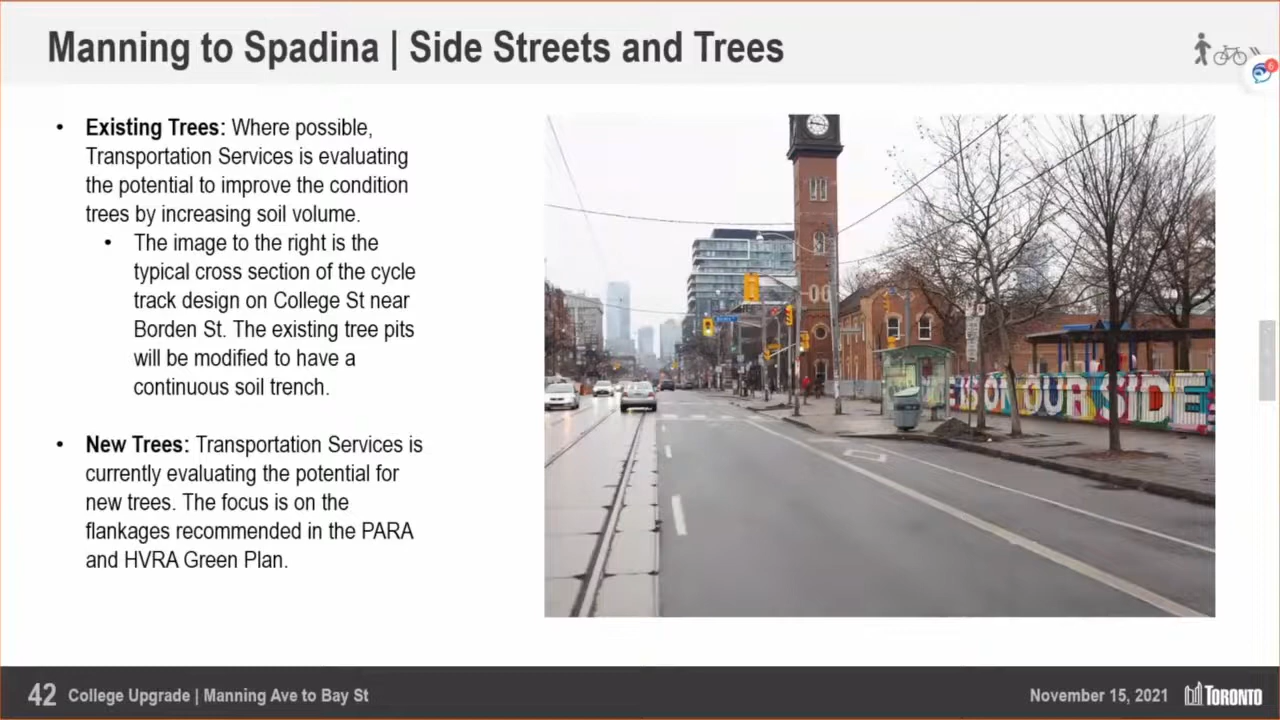 Manning to Spadina | Side Streets and Trees
6
• Existing Trees: Where possible,
Transportation Services is evaluating
the potential to improve the condition
trees by increasing soil volume.
• The image to the right is the
typical cross section of the cycle
track design on College St near
Borden St. The existing tree pits
will be modified to have a
continuous soil trench.
• New Trees: Transportation Services is
currently evaluating the potential for
new trees. The focus is on the
flankages recommended in the PARA
and HVRA Green Plan.
IS ON OUR SIDE
42 College Upgrade | Manning Ave to Bay St
November 15, 2021 TORONTO